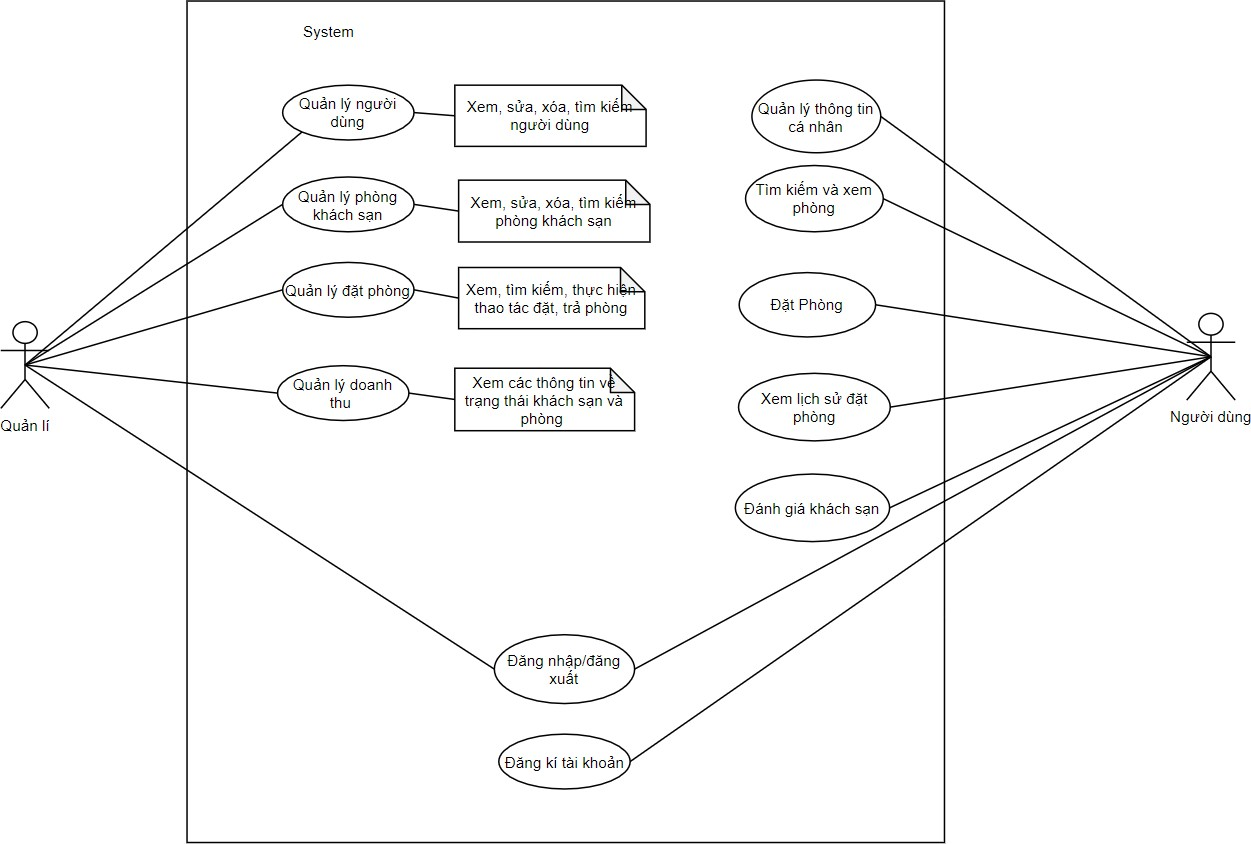 System
Quản lý người
dùng
Xem, sửa, xóa, tìm kiếm
người dùng
Quản lý phòng
khách sạn
Xem, sửa, xóa, tìm kiếm
phòng khách sạn
Quản lý đặt phòng
Xem, tìm kiếm, thực hiện
thao tác đặt, trả phòng
Quản lý doanh
thu
Xem các thông tin về
trạng thái khách sạn và
phòng
Quản lí
Quản lý thông tin
cá nhân
Tìm kiếm và xem
phòng
Đặt Phòng
Xem lịch sử đặt
phòng
Đánh giá khách sạn
Người dùng
Đăng nhập/đăng
xuất
Đăng kí tài khoản